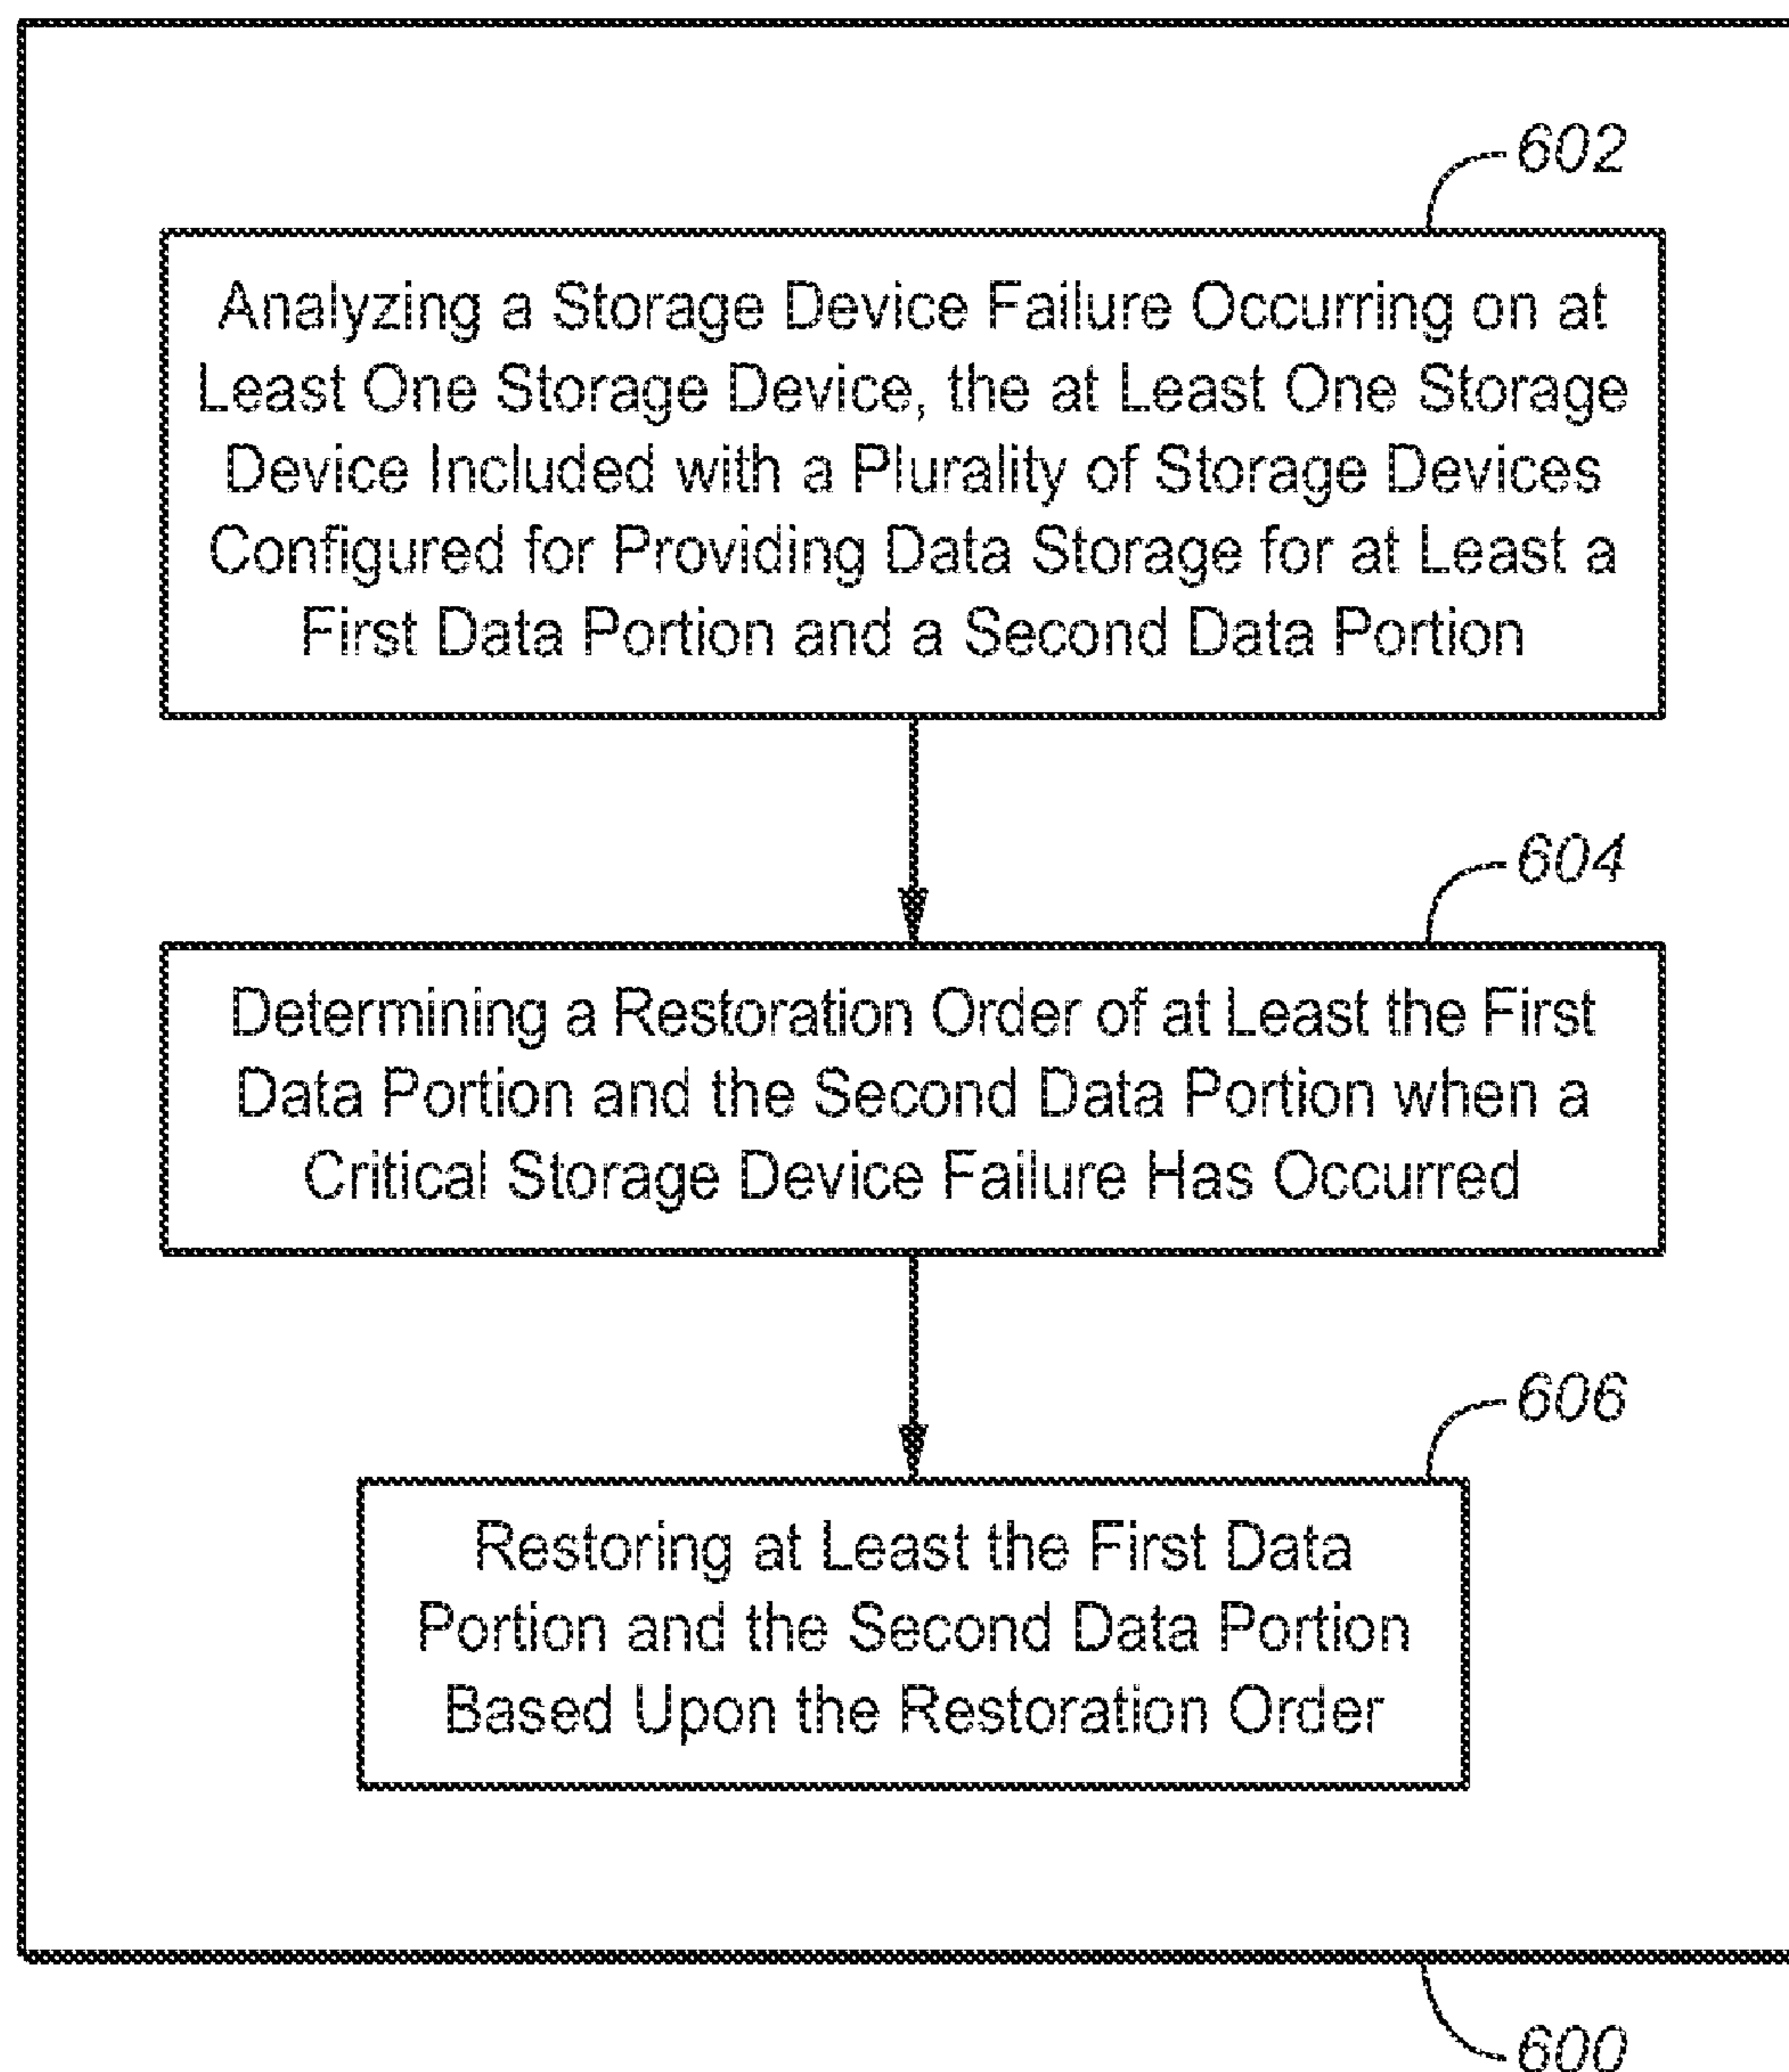 602
Analyzing a Storage Device Failure Occurring on at
Least One Storage Device, the at Least One Storage
Device Included with a Plurality of Storage Devices
Configured for Providing Data Storage for at Least a
First Data Portion and a Second Data Portion
604
Determining a Restoration Order of at Least the First
Data Portion and the Second Data Portion when a
Critical Storage Device Failure Has Occurred
606
Restoring at Least the First Data
Portion and the Second Data Portion
Based Upon the Restoration Order
600